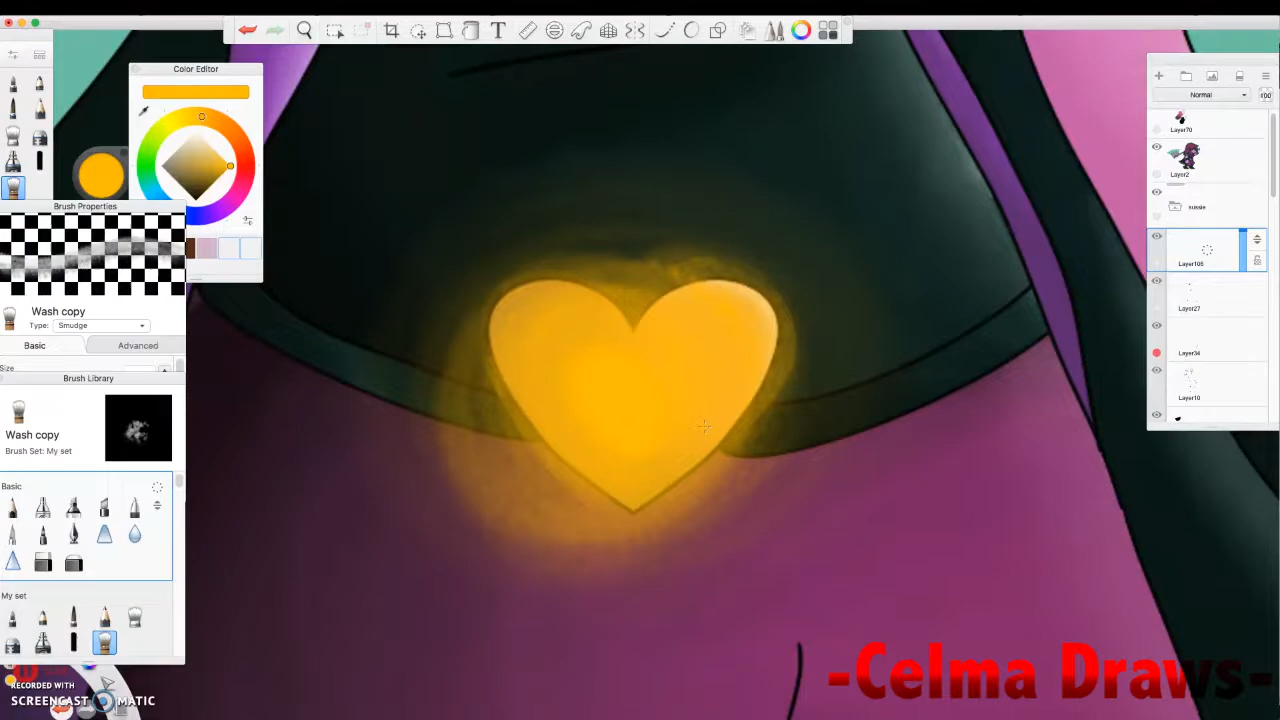 Color Editor
Brush Properties
Wash copy
Type: Smudge
Basic
Advanced
Size
Brush Library
Wash copy
Brush Set: My set
Basic
My set
RECORDED WITH
SCREENCAST MATIC
T
Normal
100
Layer70
Layer2
sussie
Layer27
Layer34
Layer10
-Celma Draws-